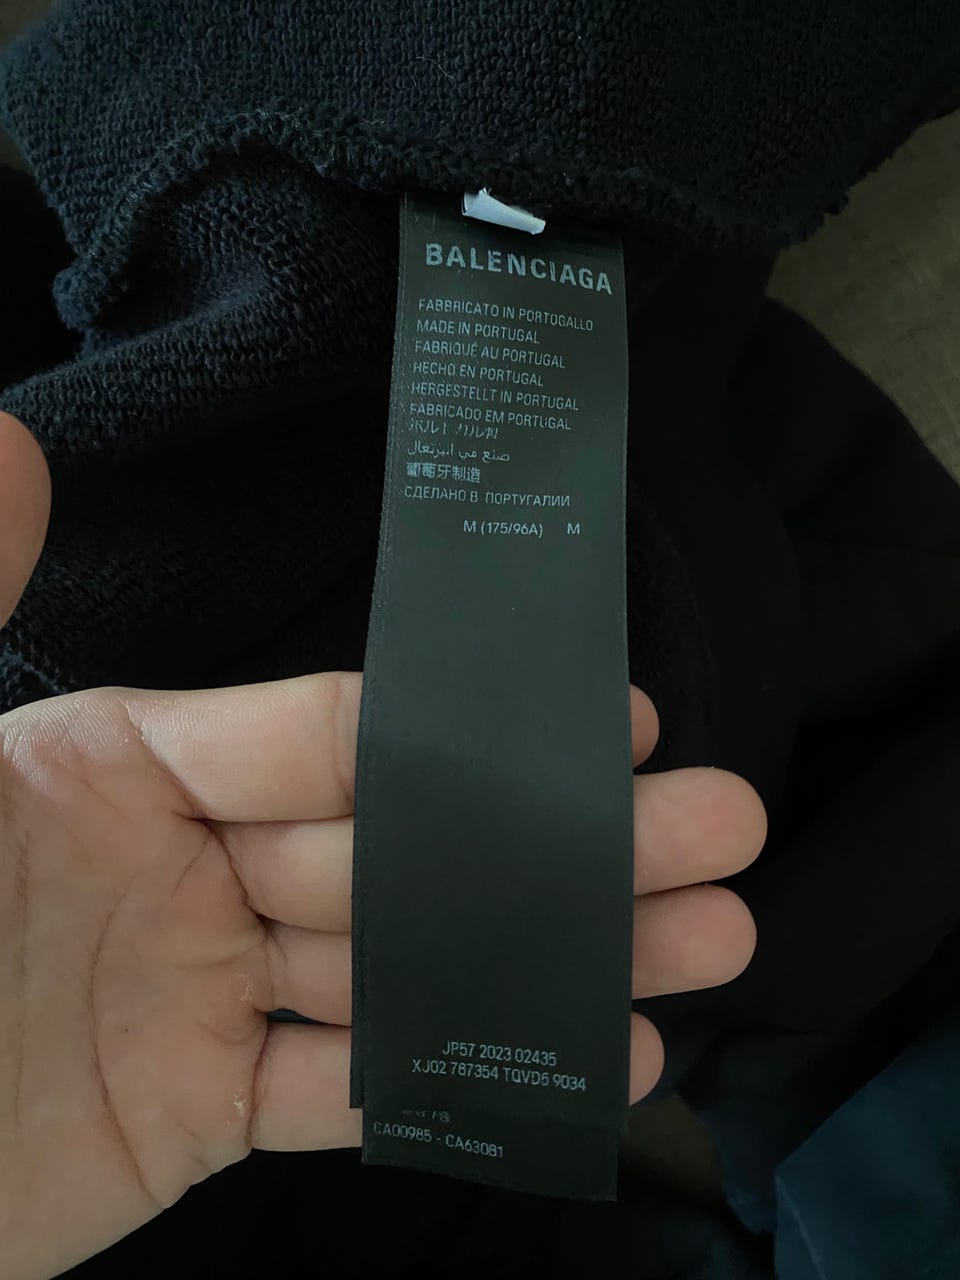 BALENCIAGA
FABBRICATO IN PORTOGALLO
MADE IN PORTUGAL
FABRIQUÉ AU PORTUGAL
HECHO EN PORTUGAL
HERGESTELLT IN PORTUGAL
FABRICADO EM PORTUGAL
صنع في
葡萄牙制造
СДЕЛАНО В ПОРТУГАЛИИ
M (175/96A) M
JP57 2023 02435
XJ02 787354 TQVD6 9034
CA00985 - CA63081